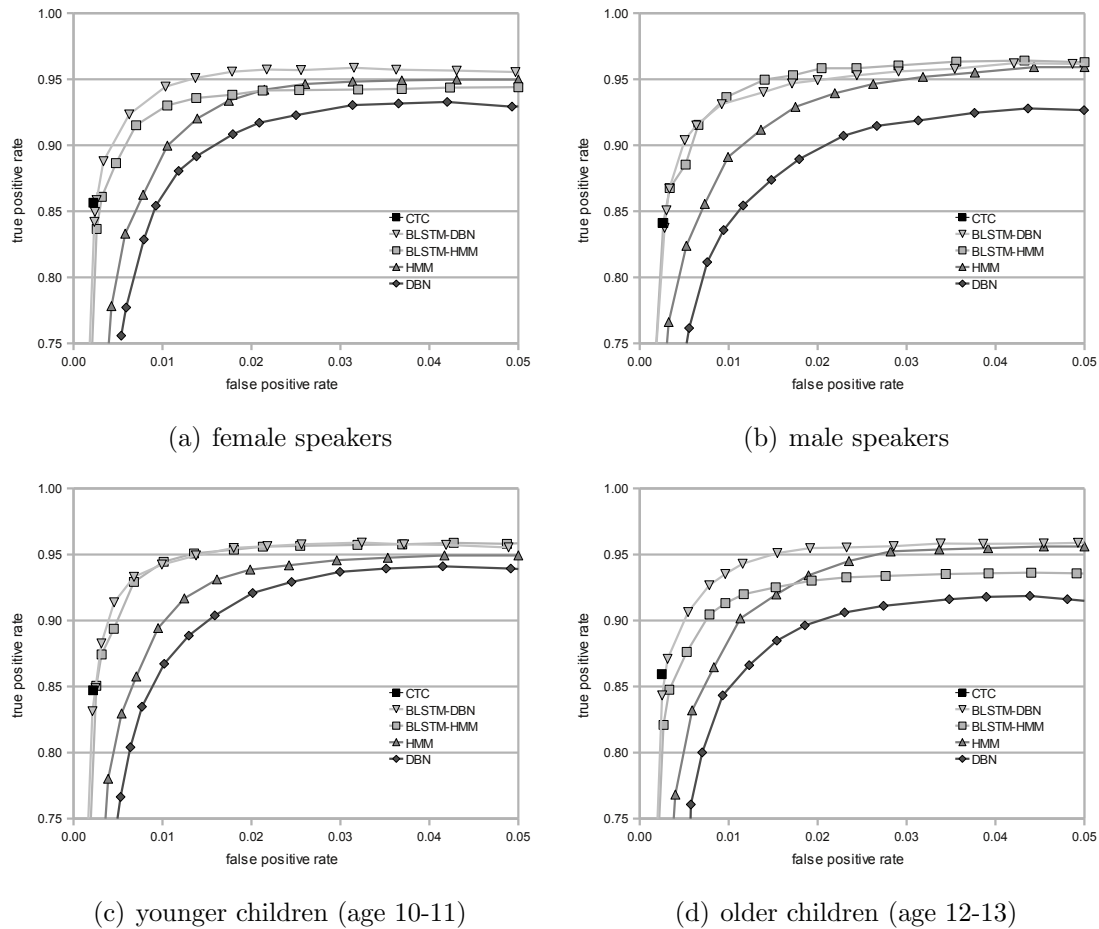 1.00
0.95
0.90
0.85
0.80
0.75
true positive rate
CTC
BLSTM-DBN
BLSTM-HMM
HMM
DBN
0.00 0.01 0.02 0.03 0.04 0.05
false positive rate
(a) female speakers
1.00
0.95
0.90
0.85
0.80
0.75
true positive rate
CTC
BLSTM-DBN
BLSTM-HMM
HMM
DBN
0.00 0.01 0.02 0.03 0.04 0.05
false positive rate
(b) male speakers
1.00
0.95
0.90
0.85
0.80
0.75
true positive rate
CTC
BLSTM-DBN
BLSTM-HMM
HMM
DBN
0.00 0.01 0.02 0.03 0.04 0.05
false positive rate
(c) younger children (age 10-11)
1.00
0.95
0.90
0.85
0.80
0.75
true positive rate
CTC
BLSTM-DBN
BLSTM-HMM
HMM
DBN
0.00 0.01 0.02 0.03 0.04 0.05
false positive rate
(d) older children (age 12-13)